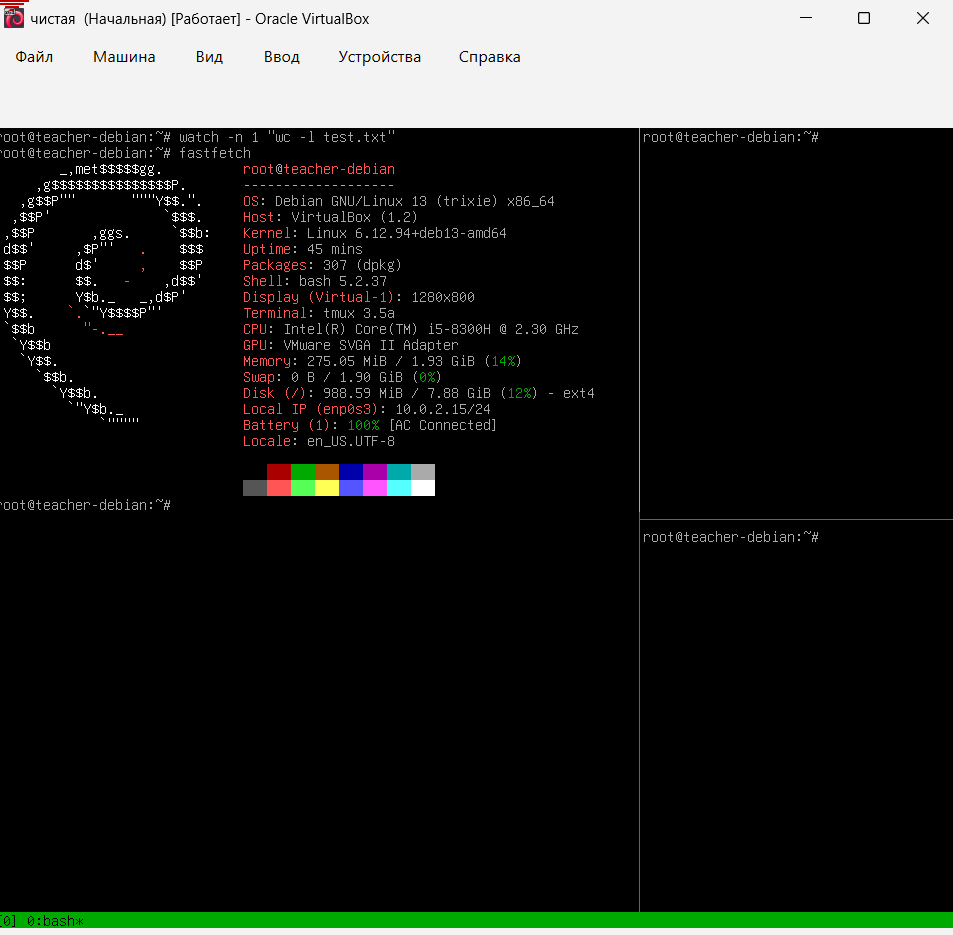 чистая (Начальная) [Работает] - Oracle VirtualBox
Файл Машина Вид Ввод Устройства Справка
root@teacher-debian:~# watch -n 1 "wc -l test.txt"
root@teacher-debian:~# fastfetch
root@teacher-debian
-------------------
OS: Debian GNU/Linux 13 (trixie) x86_64
Host: VirtualBox (1.2)
Kernel: Linux 6.12.94+deb13-amd64
Uptime: 45 mins
Packages: 307 (dpkg)
Shell: bash 5.2.37
Display (Virtual-1): 1280x800
Terminal: tmux 3.5a
CPU: Intel(R) Core(TM) i5-8300H @ 2.30 GHz
GPU: VMware SVGA II Adapter
Memory: 275.05 MiB / 1.93 GiB (14%)
Swap: 0 B / 1.90 GiB (0%)
Disk (/): 988.59 MiB / 7.88 GiB (12%) - ext4
Local IP (enp0s3): 10.0.2.15/24
Battery (1): 100% [AC Connected]
Locale: en_US.UTF-8
root@teacher-debian:~#
root@teacher-debian:~#
root@teacher-debian:~#
[0] 0:bash*